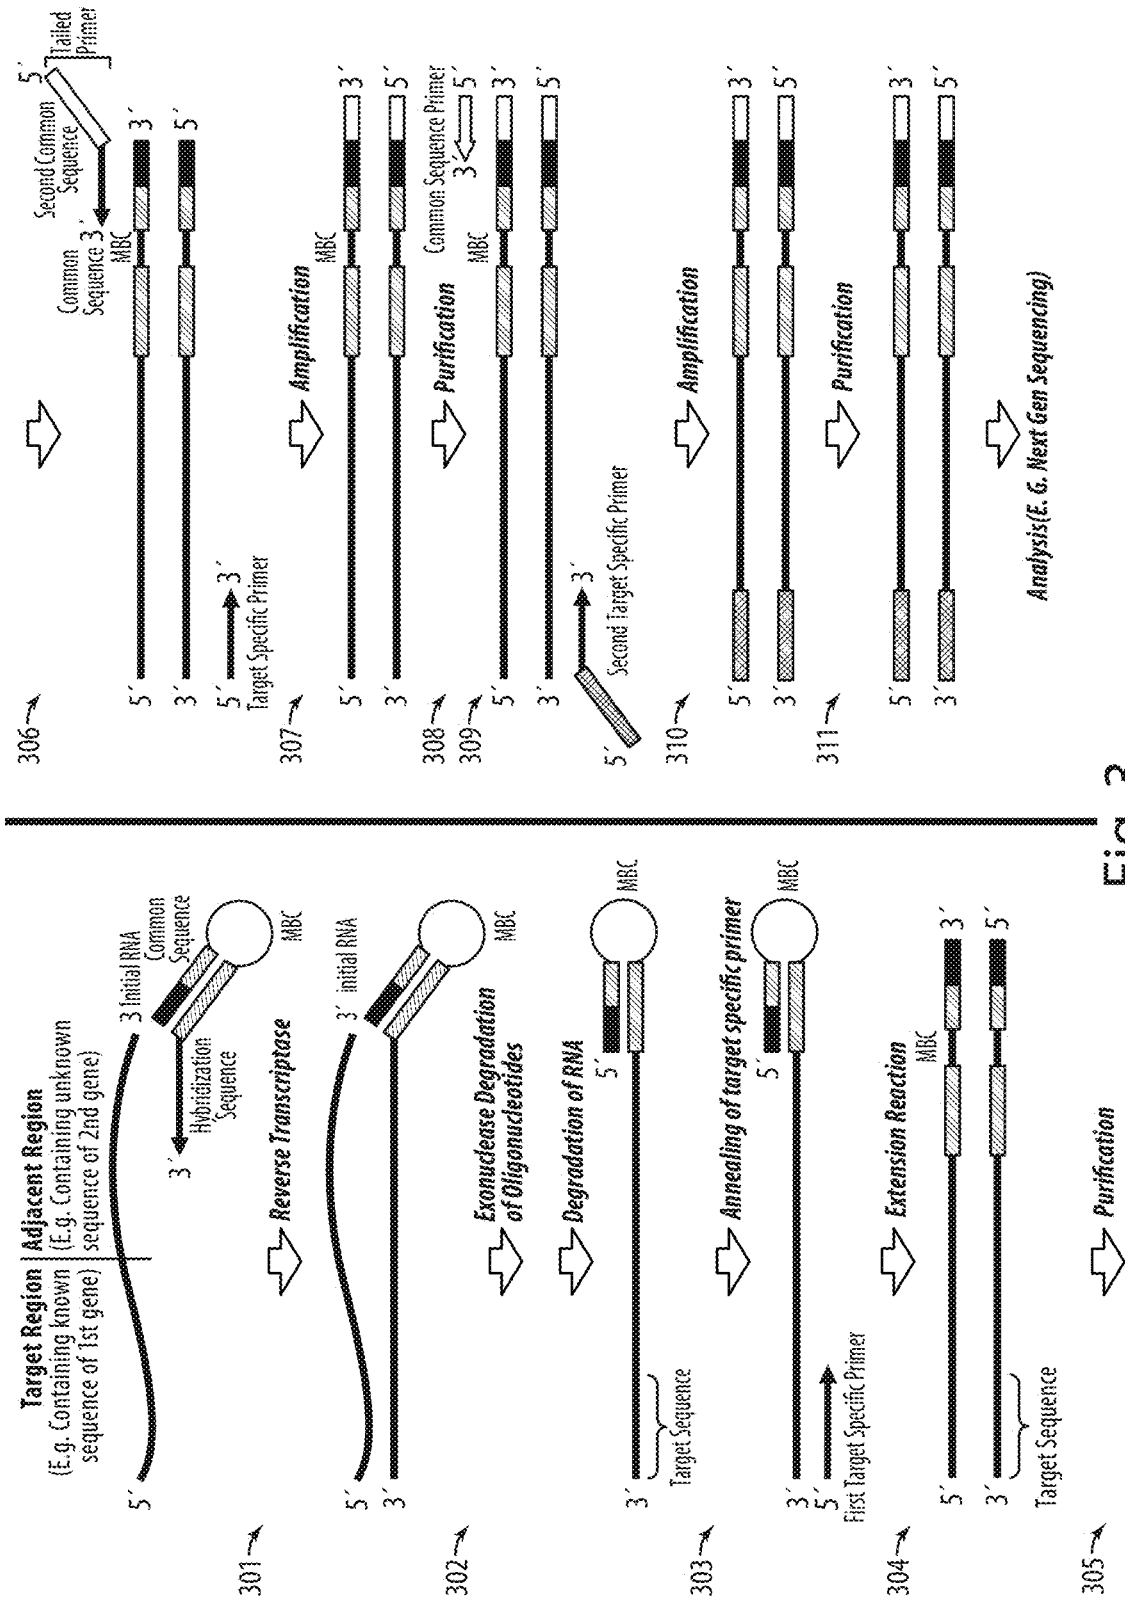 Target Region
Adjacent Region
(E.g. Containing known
sequence of 1st gene)
(E.g. Containing unknown
sequence of 2nd gene)
5´
3 Initial RNA
Common
Sequence
3´
Hybridization
Sequence
MBC
301
Reverse Transcriptase
5´
3´
3´ initial RNA
MBC
302
Exonuclease Degradation
of Oligonucleotides
Degradation of RNA
5´
MBC
3´
Target Sequence
303
Annealing of target specific primer
5´
MBC
3´
5´
First Target Specific Primer
304
Extension Reaction
MBC
5´
3´
3´
5´
Target Sequence
305
Purification
306
5´
Tailed
Primer
Second Common
Sequence
Common
Sequence
3´
MBC
5´
3´
3´
5´
5´
3´
Target Specific Primer
307
Amplification
MBC
5´
3´
3´
5´
308
Purification
309
Common Sequence Primer
3´
5´
MBC
5´
3´
3´
5´
3´
5´
Second Target Specific Primer
310
Amplification
5´
3´
3´
5´
311
Purification
5´
3´
3´
5´
Analysis(E. G. Next Gen Sequencing)
Fig. 3